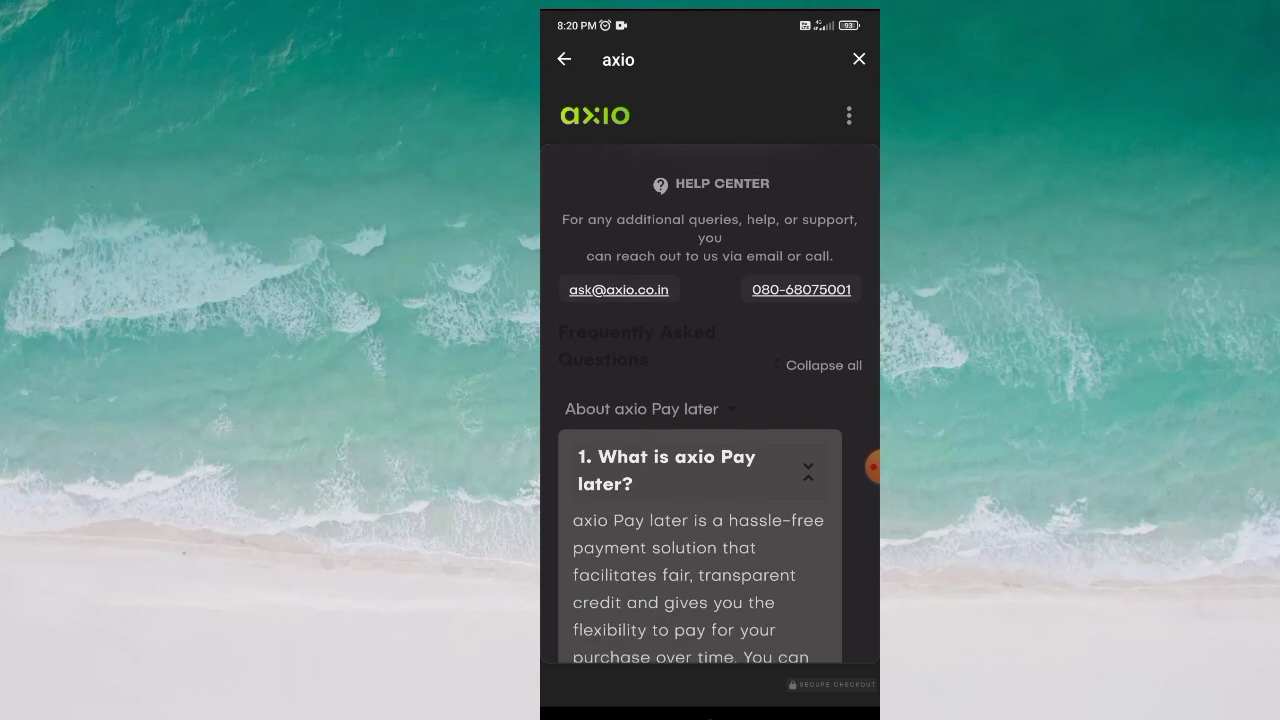 8:20 PM
4G
93
axio
axio
HELP CENTER
For any additional queries, help, or support,
you
can reach out to us via email or call.
ask@axio.co.in
080-68075001
Frequently Asked
Questions
Collapse all
About axio Pay later
1. What is axio Pay
later?
axio Pay later is a hassle-free
payment solution that
facilitates fair, transparent
credit and gives you the
flexibility to pay for your
purchase over time. You can
SECURE CHECKOUT